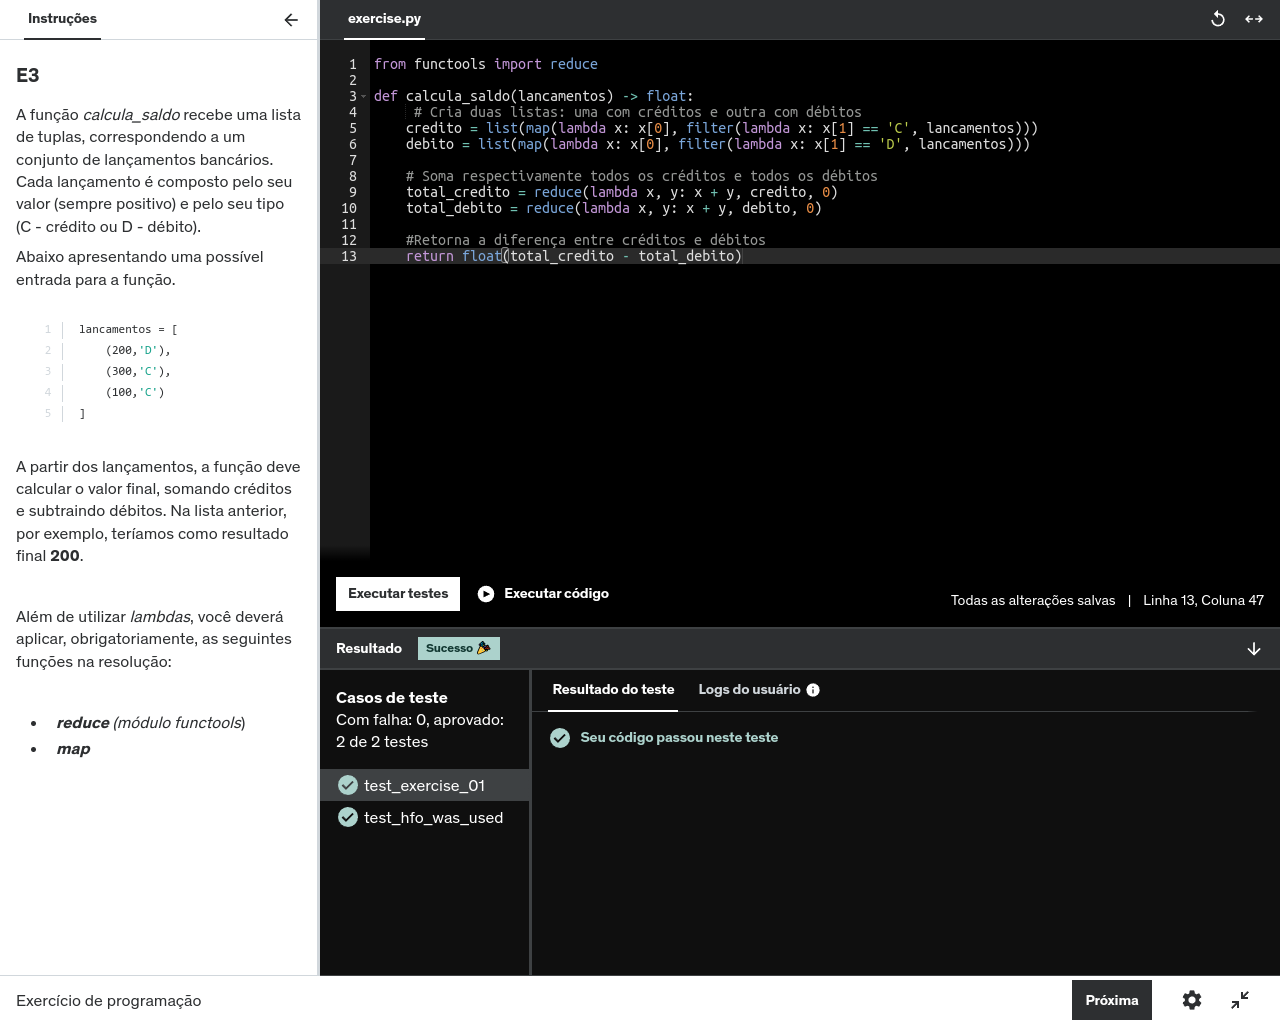 Instruções
E3
A função calcula_saldo recebe uma lista
de tuplas, correspondendo a um
conjunto de lançamentos bancários.
Cada lançamento é composto pelo seu
valor (sempre positivo) e pelo seu tipo
(C - crédito ou D - débito).
Abaixo apresentando uma possível
entrada para a função.
1 lancamentos = [
2 (200,'D'),
3 (300,'C'),
4 (100,'C')
5 ]
A partir dos lançamentos, a função deve
calcular o valor final, somando créditos
e subtraindo débitos. Na lista anterior,
por exemplo, teríamos como resultado
final 200.
Além de utilizar lambdas, você deverá
aplicar, obrigatoriamente, as seguintes
funções na resolução:
• reduce (módulo functools)
• map
exercise.py
1 from functools import reduce
2
3 def calcula_saldo(lancamentos) -> float:
4 # Cria duas listas: uma com créditos e outra com débitos
5 credito = list(map(lambda x: x[0], filter(lambda x: x[1] == 'C', lancamentos)))
6 debito = list(map(lambda x: x[0], filter(lambda x: x[1] == 'D', lancamentos)))
7
8 # Soma respectivamente todos os créditos e todos os débitos
9 total_credito = reduce(lambda x, y: x + y, credito, 0)
10 total_debito = reduce(lambda x, y: x + y, debito, 0)
11
12 #Retorna a diferença entre créditos e débitos
13 return float(total_credito - total_debito)
Executar testes
Executar código
Todas as alterações salvas | Linha 13, Coluna 47
Resultado
Sucesso
Casos de teste
Com falha: 0, aprovado:
2 de 2 testes
test_exercise_01
test_hfo_was_used
Resultado do teste
Logs do usuário
Seu código passou neste teste
Exercício de programação
Próxima